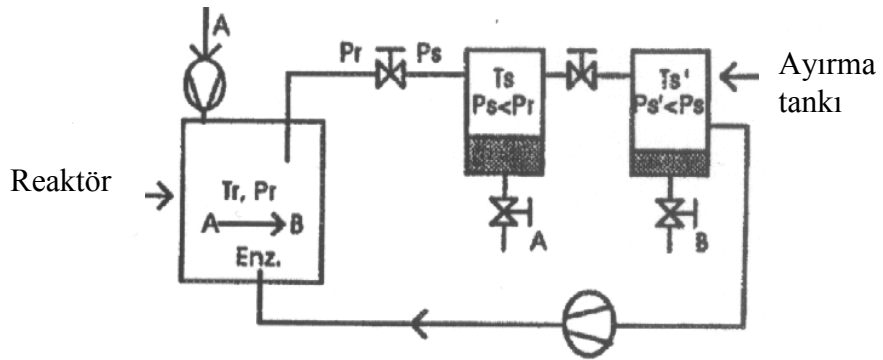 A
Pr
Ps
Ts
Ps<Pr
Ts'
Ps'<Ps
Ayırma
tankı
Reaktör
Tr, Pr
A
B
Enz.
A
B